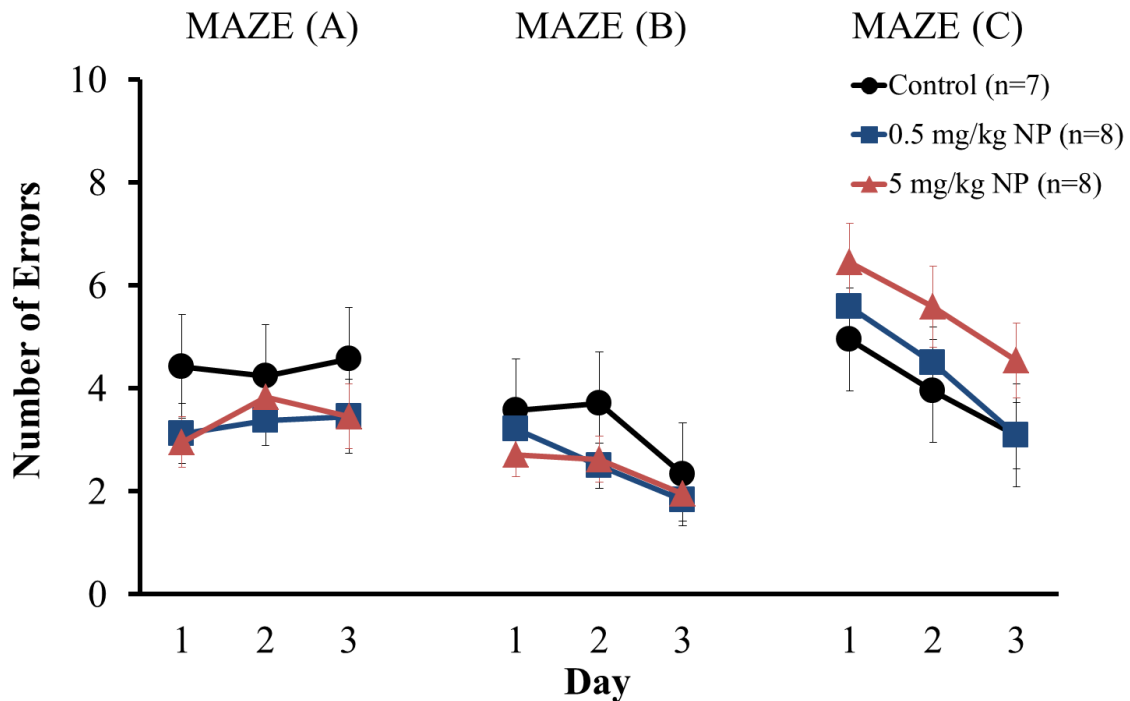 MAZE (A) MAZE (B) MAZE (C)
Control (n=7)
0.5 mg/kg NP (n=8)
5 mg/kg NP (n=8)
Number of Errors
10
8
6
4
2
0
1 2 3 1 2 3 1 2 3
Day